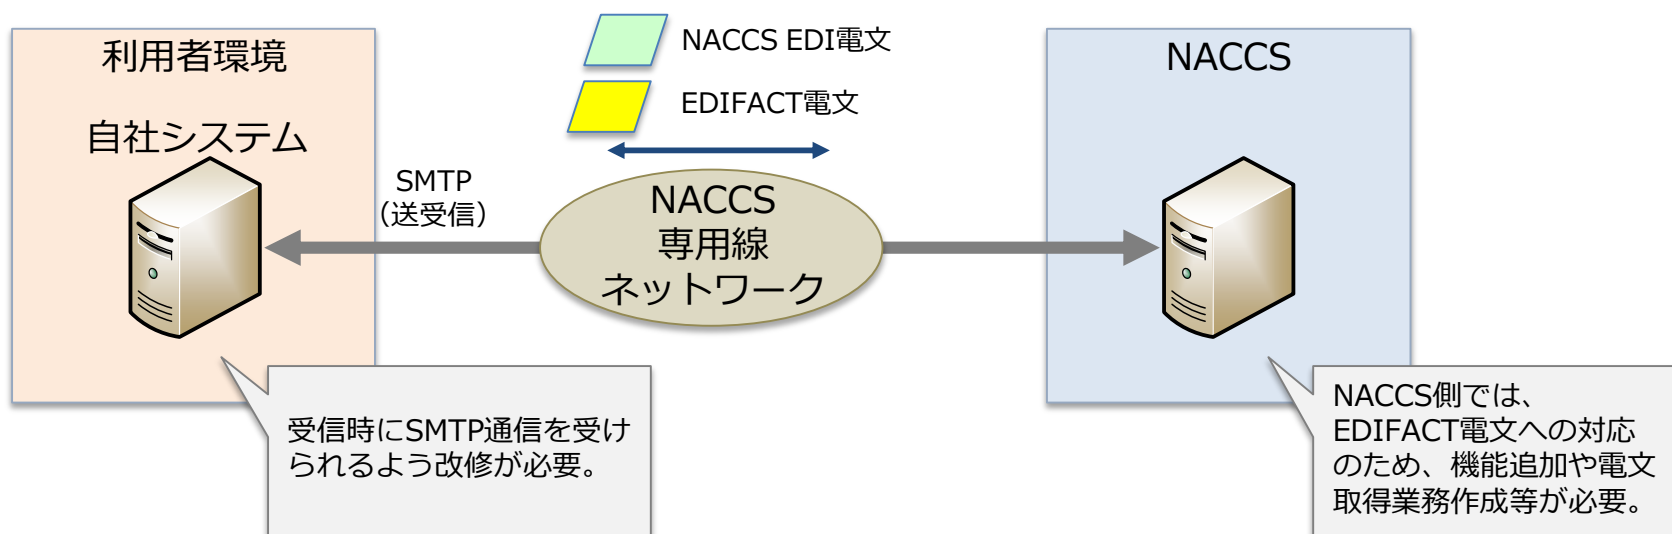 利用者環境
自社システム
SMTP
（送受信）
NACCS EDI電文
EDIFACT電文
NACCS
専用線
ネットワーク
NACCS
受信時にSMTP通信を受け
られるよう改修が必要。
NACCS側では、
EDIFACT電文への対応
のため、機能追加や電文
取得業務作成等が必要。